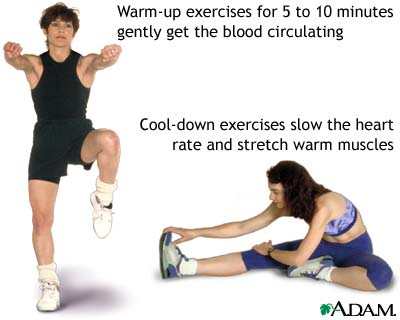 Warm-up exercises for 5 to 10 minutes
gently get the blood circulating
Cool-down exercises slow the heart
rate and stretch warm muscles
A.D.A.M.